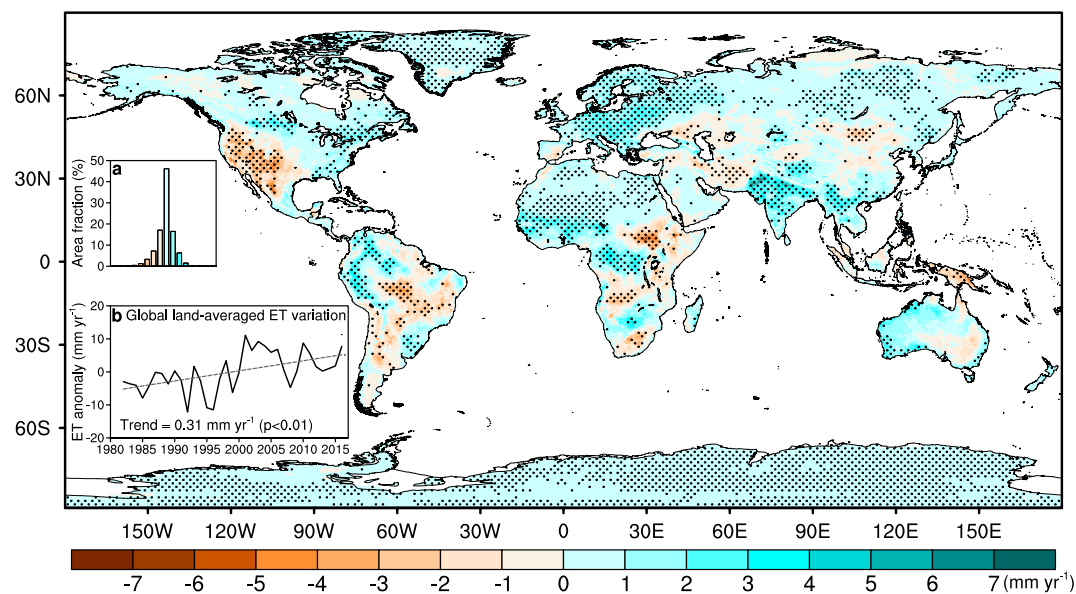 60N
30N
0
30S
60S
a
Area fraction (%)
50
40
30
20
10
0
b Global land-averaged ET variation
ET anomaly (mm yr⁻¹)
20
10
0
-10
-20
Trend = 0.31 mm yr⁻¹ (p<0.01)
1980 1985 1990 1995 2000 2005 2010 2015
150W 120W 90W 60W 30W 0 30E 60E 90E 120E 150E
-7 -6 -5 -4 -3 -2 -1 0 1 2 3 4 5 6 7 (mm yr⁻¹)